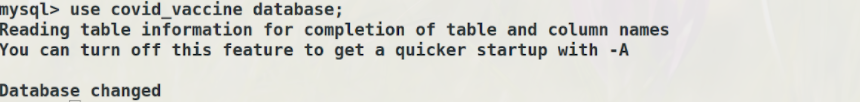 mysql> use covid_vaccine database;
Reading table information for completion of table and column names
You can turn off this feature to get a quicker startup with -A
Database changed